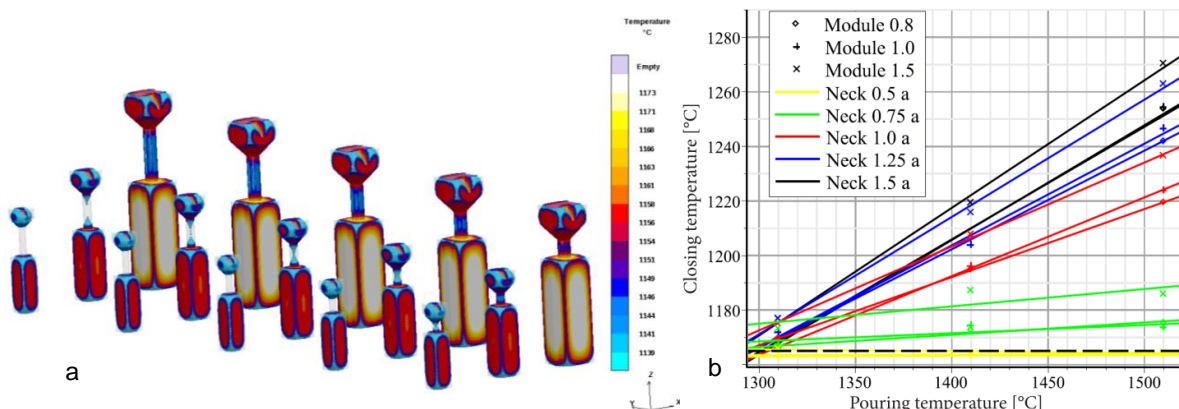 Temperature
°C
Empty
1173
1171
1168
1166
1163
1161
1158
1156
1154
1151
1149
1146
1144
1141
1139
Z
Y
X
a
Module 0.8
Module 1.0
Module 1.5
Neck 0.5 a
Neck 0.75 a
Neck 1.0 a
Neck 1.25 a
Neck 1.5 a
Closing temperature [°C]
1280
1260
1240
1220
1200
1180
1300
1350
1400
1450
1500
Pouring temperature [°C]
b